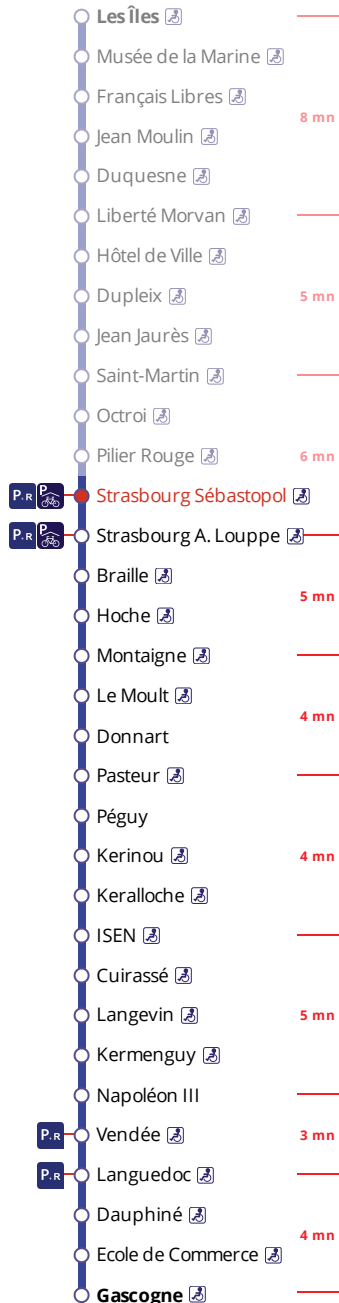 Les Îles
Musée de la Marine
Français Libres
8 mn
Jean Moulin
Duquesne
Liberté Morvan
Hôtel de Ville
Dupleix 5 mn
Jean Jaurès
Saint-Martin
Octroi
Pilier Rouge 6 mn
P+R P Strasbourg Sébastopol
P+R P Strasbourg A. Louppe
Braille
5 mn
Hoche
Montaigne
Le Moult
4 mn
Donnart
Pasteur
Péguy
Kerinou 4 mn
Keralloche
ISEN
Cuirassé
Langevin 5 mn
Kermenguy
Napoléon III
P+R Vendée 3 mn
P+R Languedoc
Dauphiné
4 mn
Ecole de Commerce
Gascogne